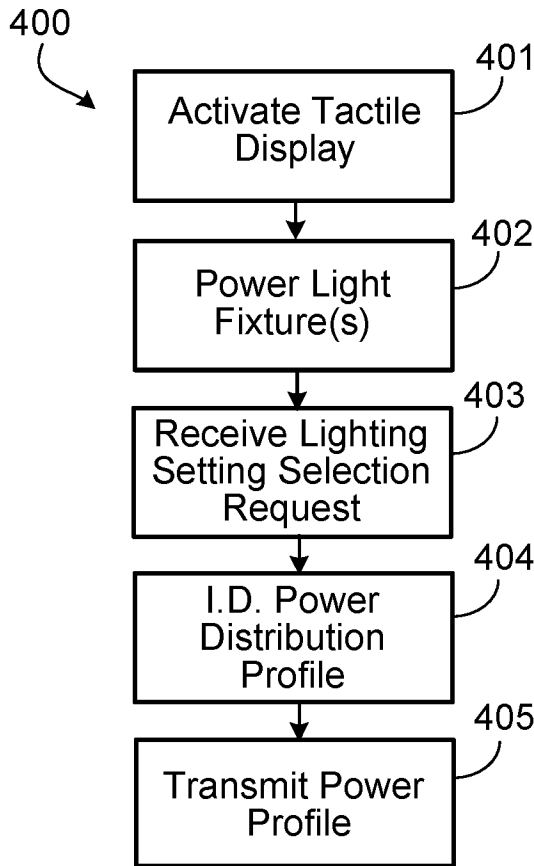 400
401
Activate Tactile
Display
402
Power Light
Fixture(s)
403
Receive Lighting
Setting Selection
Request
404
I.D. Power
Distribution
Profile
405
Transmit Power
Profile